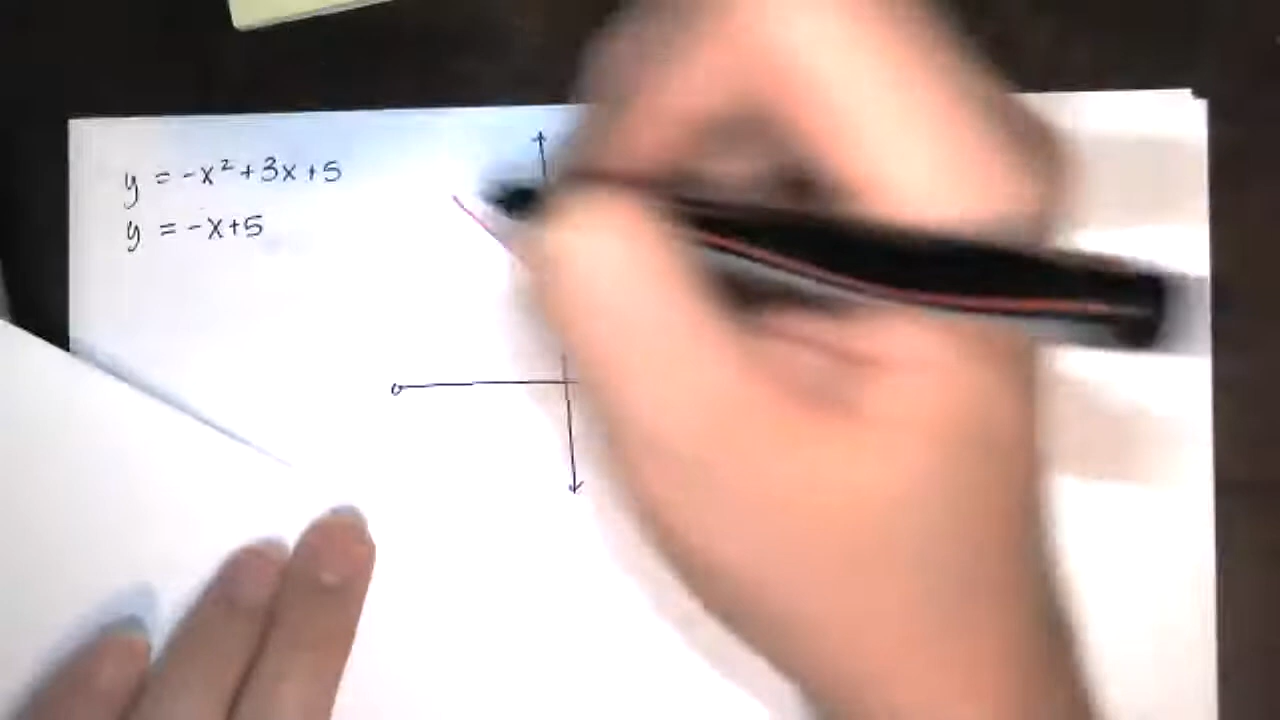 y = -x² + 3x + 5
y = -x+5